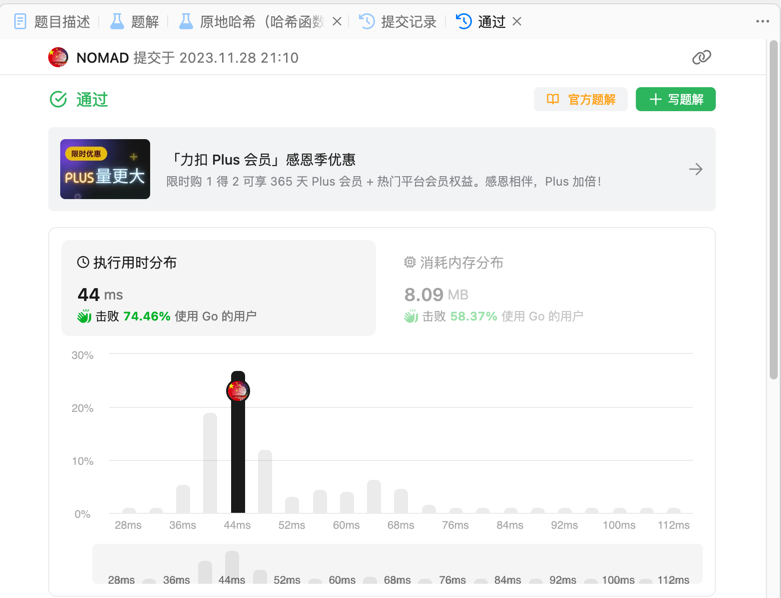 题目描述 题解 原地哈希（哈希函数 提交记录 通过
NOMAD 提交于 2023.11.28 21:10
通过 官方题解 写题解
限时优惠
PLUS量更大
「力扣 Plus 会员」感恩季优惠
限时购 1 得 2 可享 365 天 Plus 会员 + 热门平台会员权益。感恩相伴，Plus 加倍！
执行用时分布 消耗内存分布
44 ms 8.09 MB
击败 74.46% 使用 Go 的用户 击败 58.37% 使用 Go 的用户
30%
20%
10%
0%
28ms 36ms 44ms 52ms 60ms 68ms 76ms 84ms 92ms 100ms 112ms
28ms 36ms 44ms 52ms 60ms 68ms 76ms 84ms 92ms 100ms 112ms